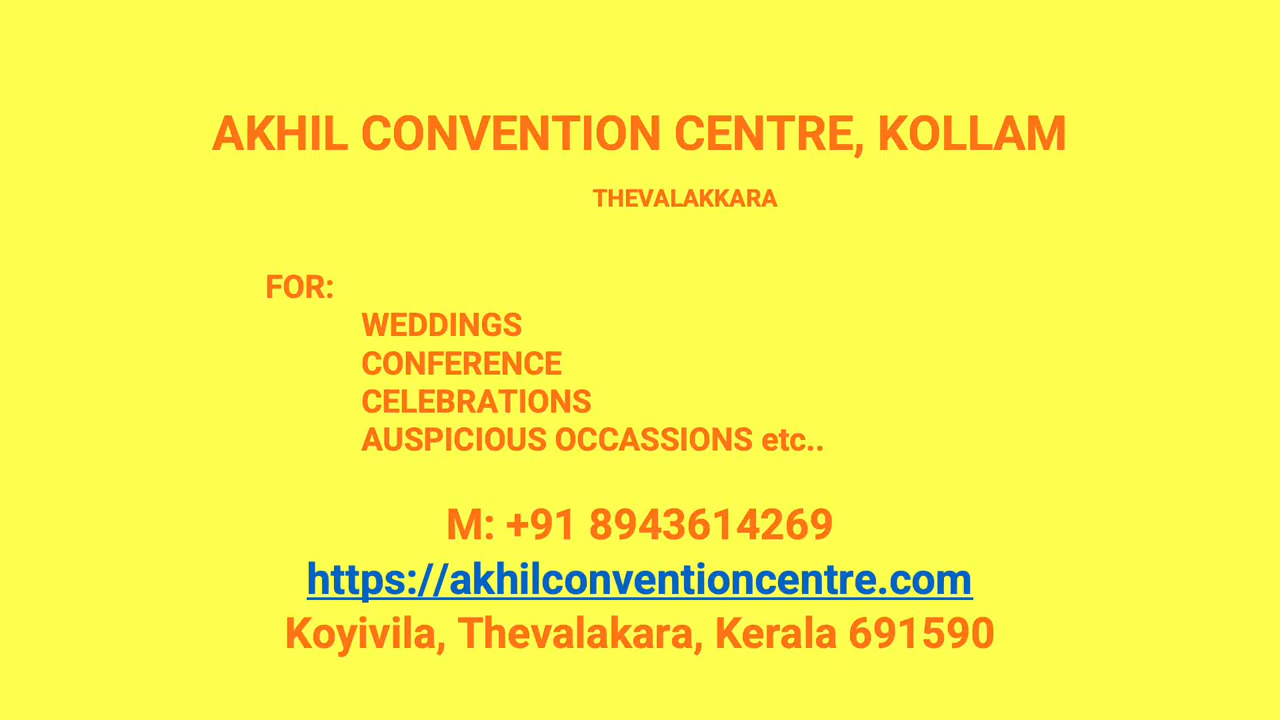 AKHIL CONVENTION CENTRE, KOLLAM
THEVALAKKARA
FOR:
WEDDINGS
CONFERENCE
CELEBRATIONS
AUSPICIOUS OCCASSIONS etc..
M: +91 8943614269
https://akhilconventioncentre.com
Koyivila, Thevalakara, Kerala 691590